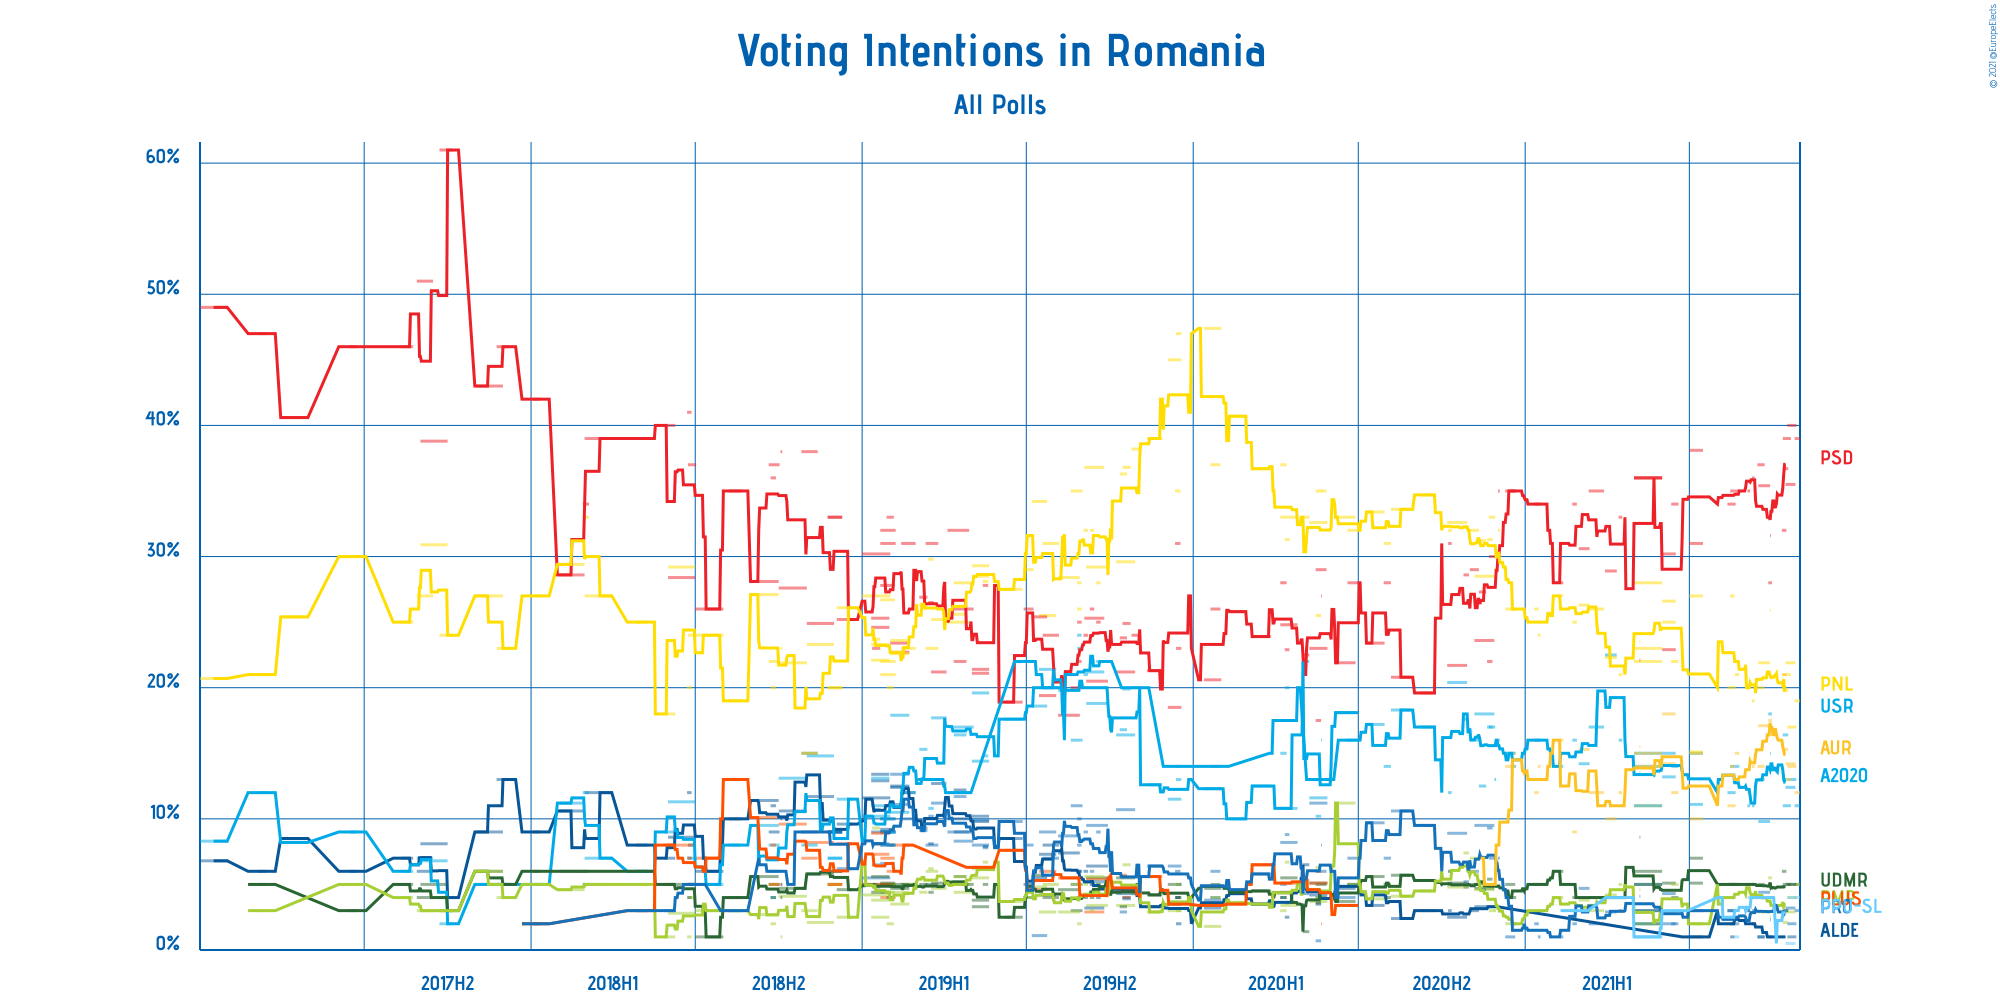 © 2021 @EuropeElects
Voting Intentions in Romania
All Polls
60%
50%
40%
30%
20%
10%
0%
PSD
PNL
USR
AUR
A2020
UDMR
PRO-SL
ALDE
2017H2
2018H1
2018H2
2019H1
2019H2
2020H1
2020H2
2021H1